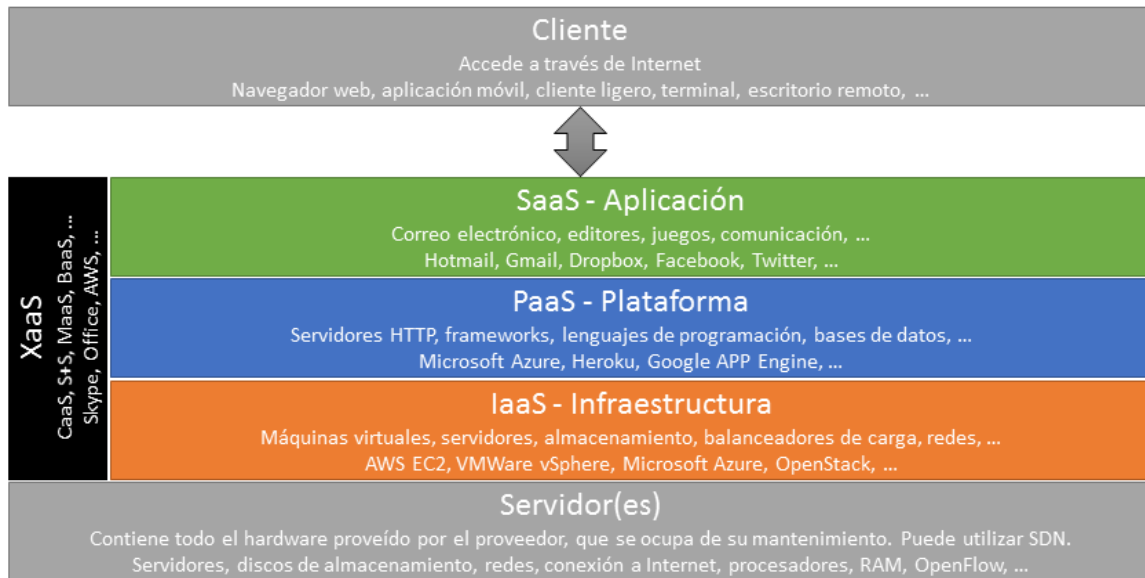 Cliente
Accede a través de Internet
Navegador web, aplicación móvil, cliente ligero, terminal, escritorio remoto, ...
XaaS
CaaS, S+S, MaaS, BaaS, ...
Skype, Office, AWS, ...
SaaS - Aplicación
Correo electrónico, editores, juegos, comunicación, ...
Hotmail, Gmail, Dropbox, Facebook, Twitter, ...
PaaS - Plataforma
Servidores HTTP, frameworks, lenguajes de programación, bases de datos, ...
Microsoft Azure, Heroku, Google APP Engine, ...
IaaS - Infraestructura
Máquinas virtuales, servidores, almacenamiento, balanceadores de carga, redes, ...
AWS EC2, VMWare vSphere, Microsoft Azure, OpenStack, ...
Servidor(es)
Contiene todo el hardware proveído por el proveedor, que se ocupa de su mantenimiento. Puede utilizar SDN.
Servidores, discos de almacenamiento, redes, conexión a Internet, procesadores, RAM, OpenFlow, ...